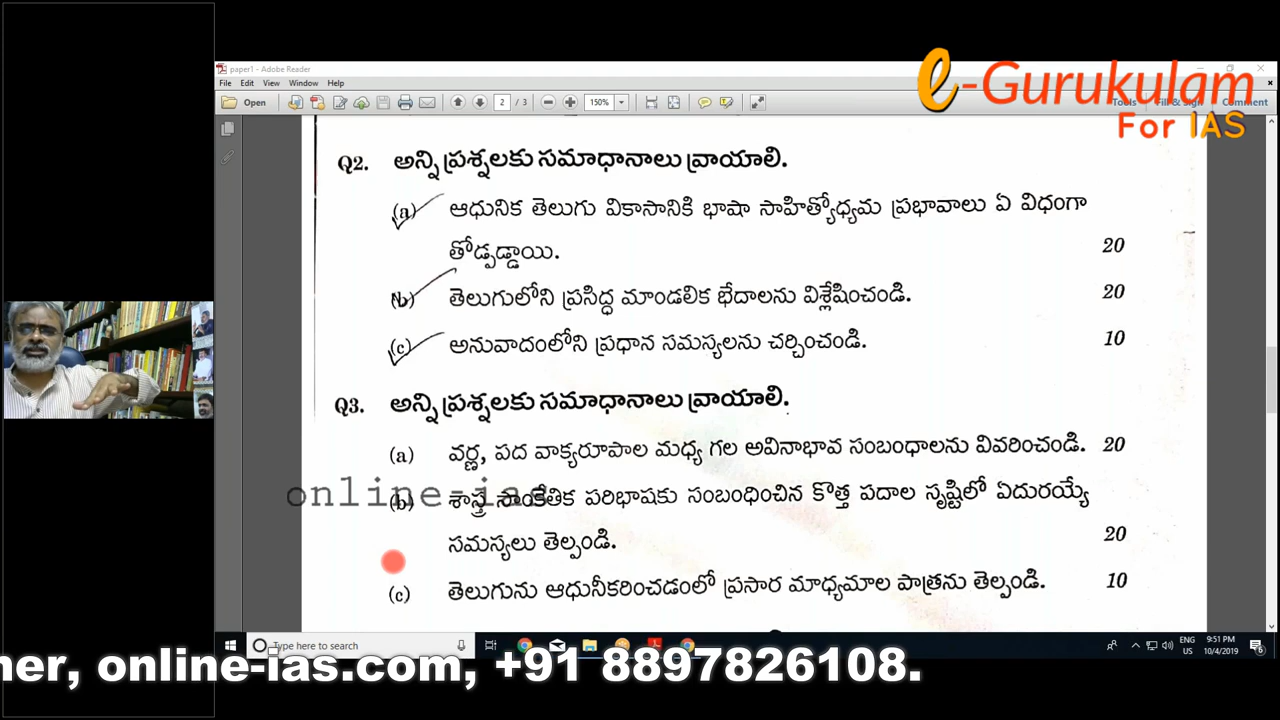 e-Gurukulam
For IAS
paper1 - Adobe Reader
File Edit View Window Help
Open 2 / 3 150% Tools Fill & Sign Comment
Q2. అన్ని ప్రశ్నలకు సమాధానాలు వ్రాయాలి.
(a) ఆధునిక తెలుగు వికాసానికి భాషా సాహిత్యోధ్యమ ప్రభావాలు ఏ విధంగా
తోడ్పడ్డాయి. 20
(b) తెలుగులోని ప్రసిద్ధ మాండలిక భేదాలను విశ్లేషించండి. 20
(c) అనువాదంలోని ప్రధాన సమస్యలను చర్చించండి. 10
Q3. అన్ని ప్రశ్నలకు సమాధానాలు వ్రాయాలి.
(a) వర్ణ, పద వాక్యరూపాల మధ్య గల అవినాభావ సంబంధాలను వివరించండి. 20
online-ias
(b) శాస్త్ర సాంకేతిక పరిభాషకు సంబంధించిన కొత్త పదాల సృష్టిలో ఏదురయ్యే
సమస్యలు తెల్పండి. 20
(c) తెలుగును ఆధునీకరించడంలో ప్రసార మాధ్యమాల పాత్రను తెల్పండి. 10
Type here to search ENG 9:51 PM
US 10/4/2019
ner, online-ias.com, +91 8897826108.